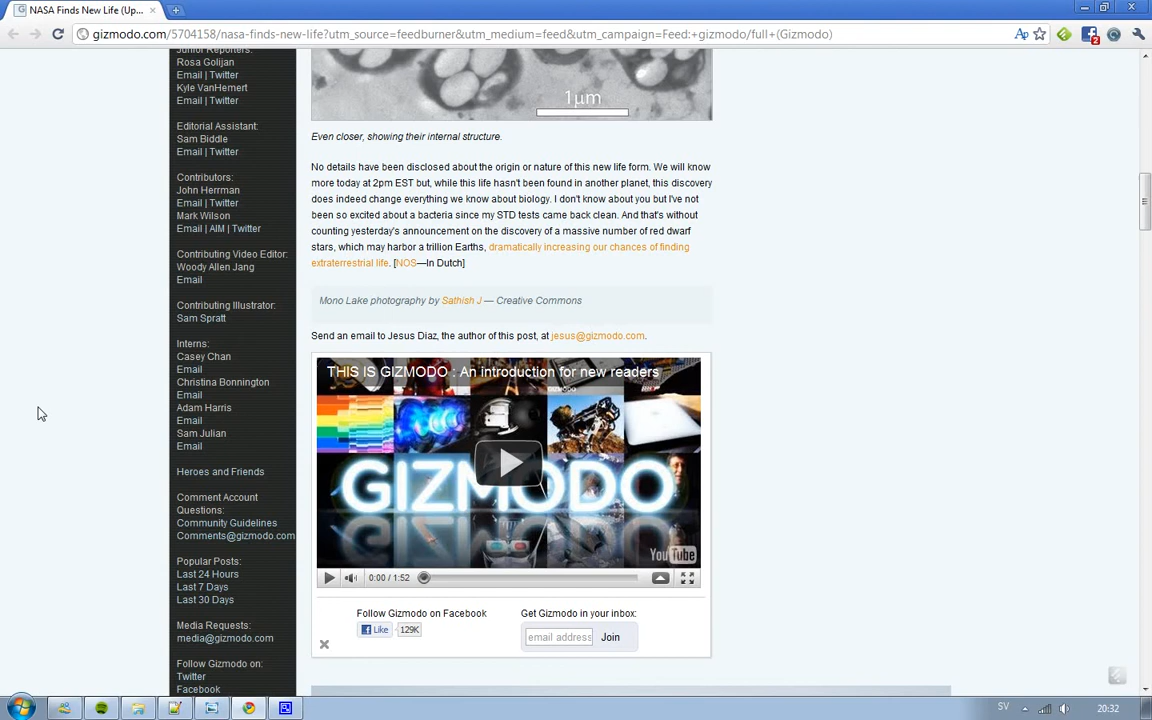 NASA Finds New Life (Up...
gizmodo.com/5704158/nasa-finds-new-life?utm_source=feedburner&utm_medium=feed&utm_campaign=Feed:+gizmodo/full+(Gizmodo)
2
Junior Reporters:
Rosa Golijan
Email | Twitter
Kyle VanHemert
Email | Twitter
Editorial Assistant:
Sam Biddle
Email | Twitter
Contributors:
John Herrman
Email | Twitter
Mark Wilson
Email | AIM | Twitter
Contributing Video Editor:
Woody Allen Jang
Email
Contributing Illustrator:
Sam Spratt
Interns:
Casey Chan
Email
Christina Bonnington
Email
Adam Harris
Email
Sam Julian
Email
Heroes and Friends
Comment Account
Questions:
Community Guidelines
Comments@gizmodo.com
Popular Posts:
Last 24 Hours
Last 7 Days
Last 30 Days
Media Requests:
media@gizmodo.com
Follow Gizmodo on:
Twitter
Facebook
1µm
Even closer, showing their internal structure.
No details have been disclosed about the origin or nature of this new life form. We will know
more today at 2pm EST but, while this life hasn't been found in another planet, this discovery
does indeed change everything we know about biology. I don't know about you but I've not
been so excited about a bacteria since my STD tests came back clean. And that's without
counting yesterday's announcement on the discovery of a massive number of red dwarf
stars, which may harbor a trillion Earths, dramatically increasing our chances of finding
extraterrestrial life. [NOS—In Dutch]
Mono Lake photography by Sathish J — Creative Commons
Send an email to Jesus Diaz, the author of this post, at jesus@gizmodo.com.
THIS IS GIZMODO : An introduction for new readers
GIZMODO
YouTube
0:00 / 1:52
Follow Gizmodo on Facebook
Like 129K
Get Gizmodo in your inbox:
email address Join
SV
20:32